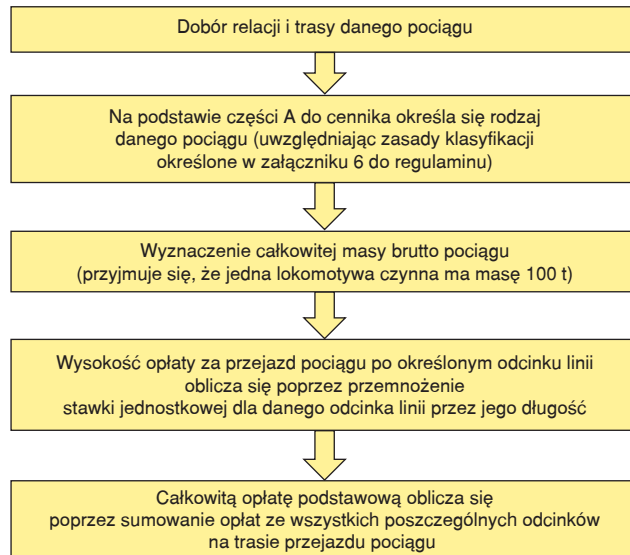 Dobór relacji i trasy danego pociągu
Na podstawie części A do cennika określa się rodzaj
danego pociągu (uwzględniając zasady klasyfikacji
określone w załączniku 6 do regulaminu)
Wyznaczenie całkowitej masy brutto pociągu
(przyjmuje się, że jedna lokomotywa czynna ma masę 100 t)
Wysokość opłaty za przejazd pociągu po określonym odcinku linii
oblicza się poprzez przemnożenie
stawki jednostkowej dla danego odcinka linii przez jego długość
Całkowitą opłatę podstawową oblicza się
poprzez sumowanie opłat ze wszystkich poszczególnych odcinków
na trasie przejazdu pociągu